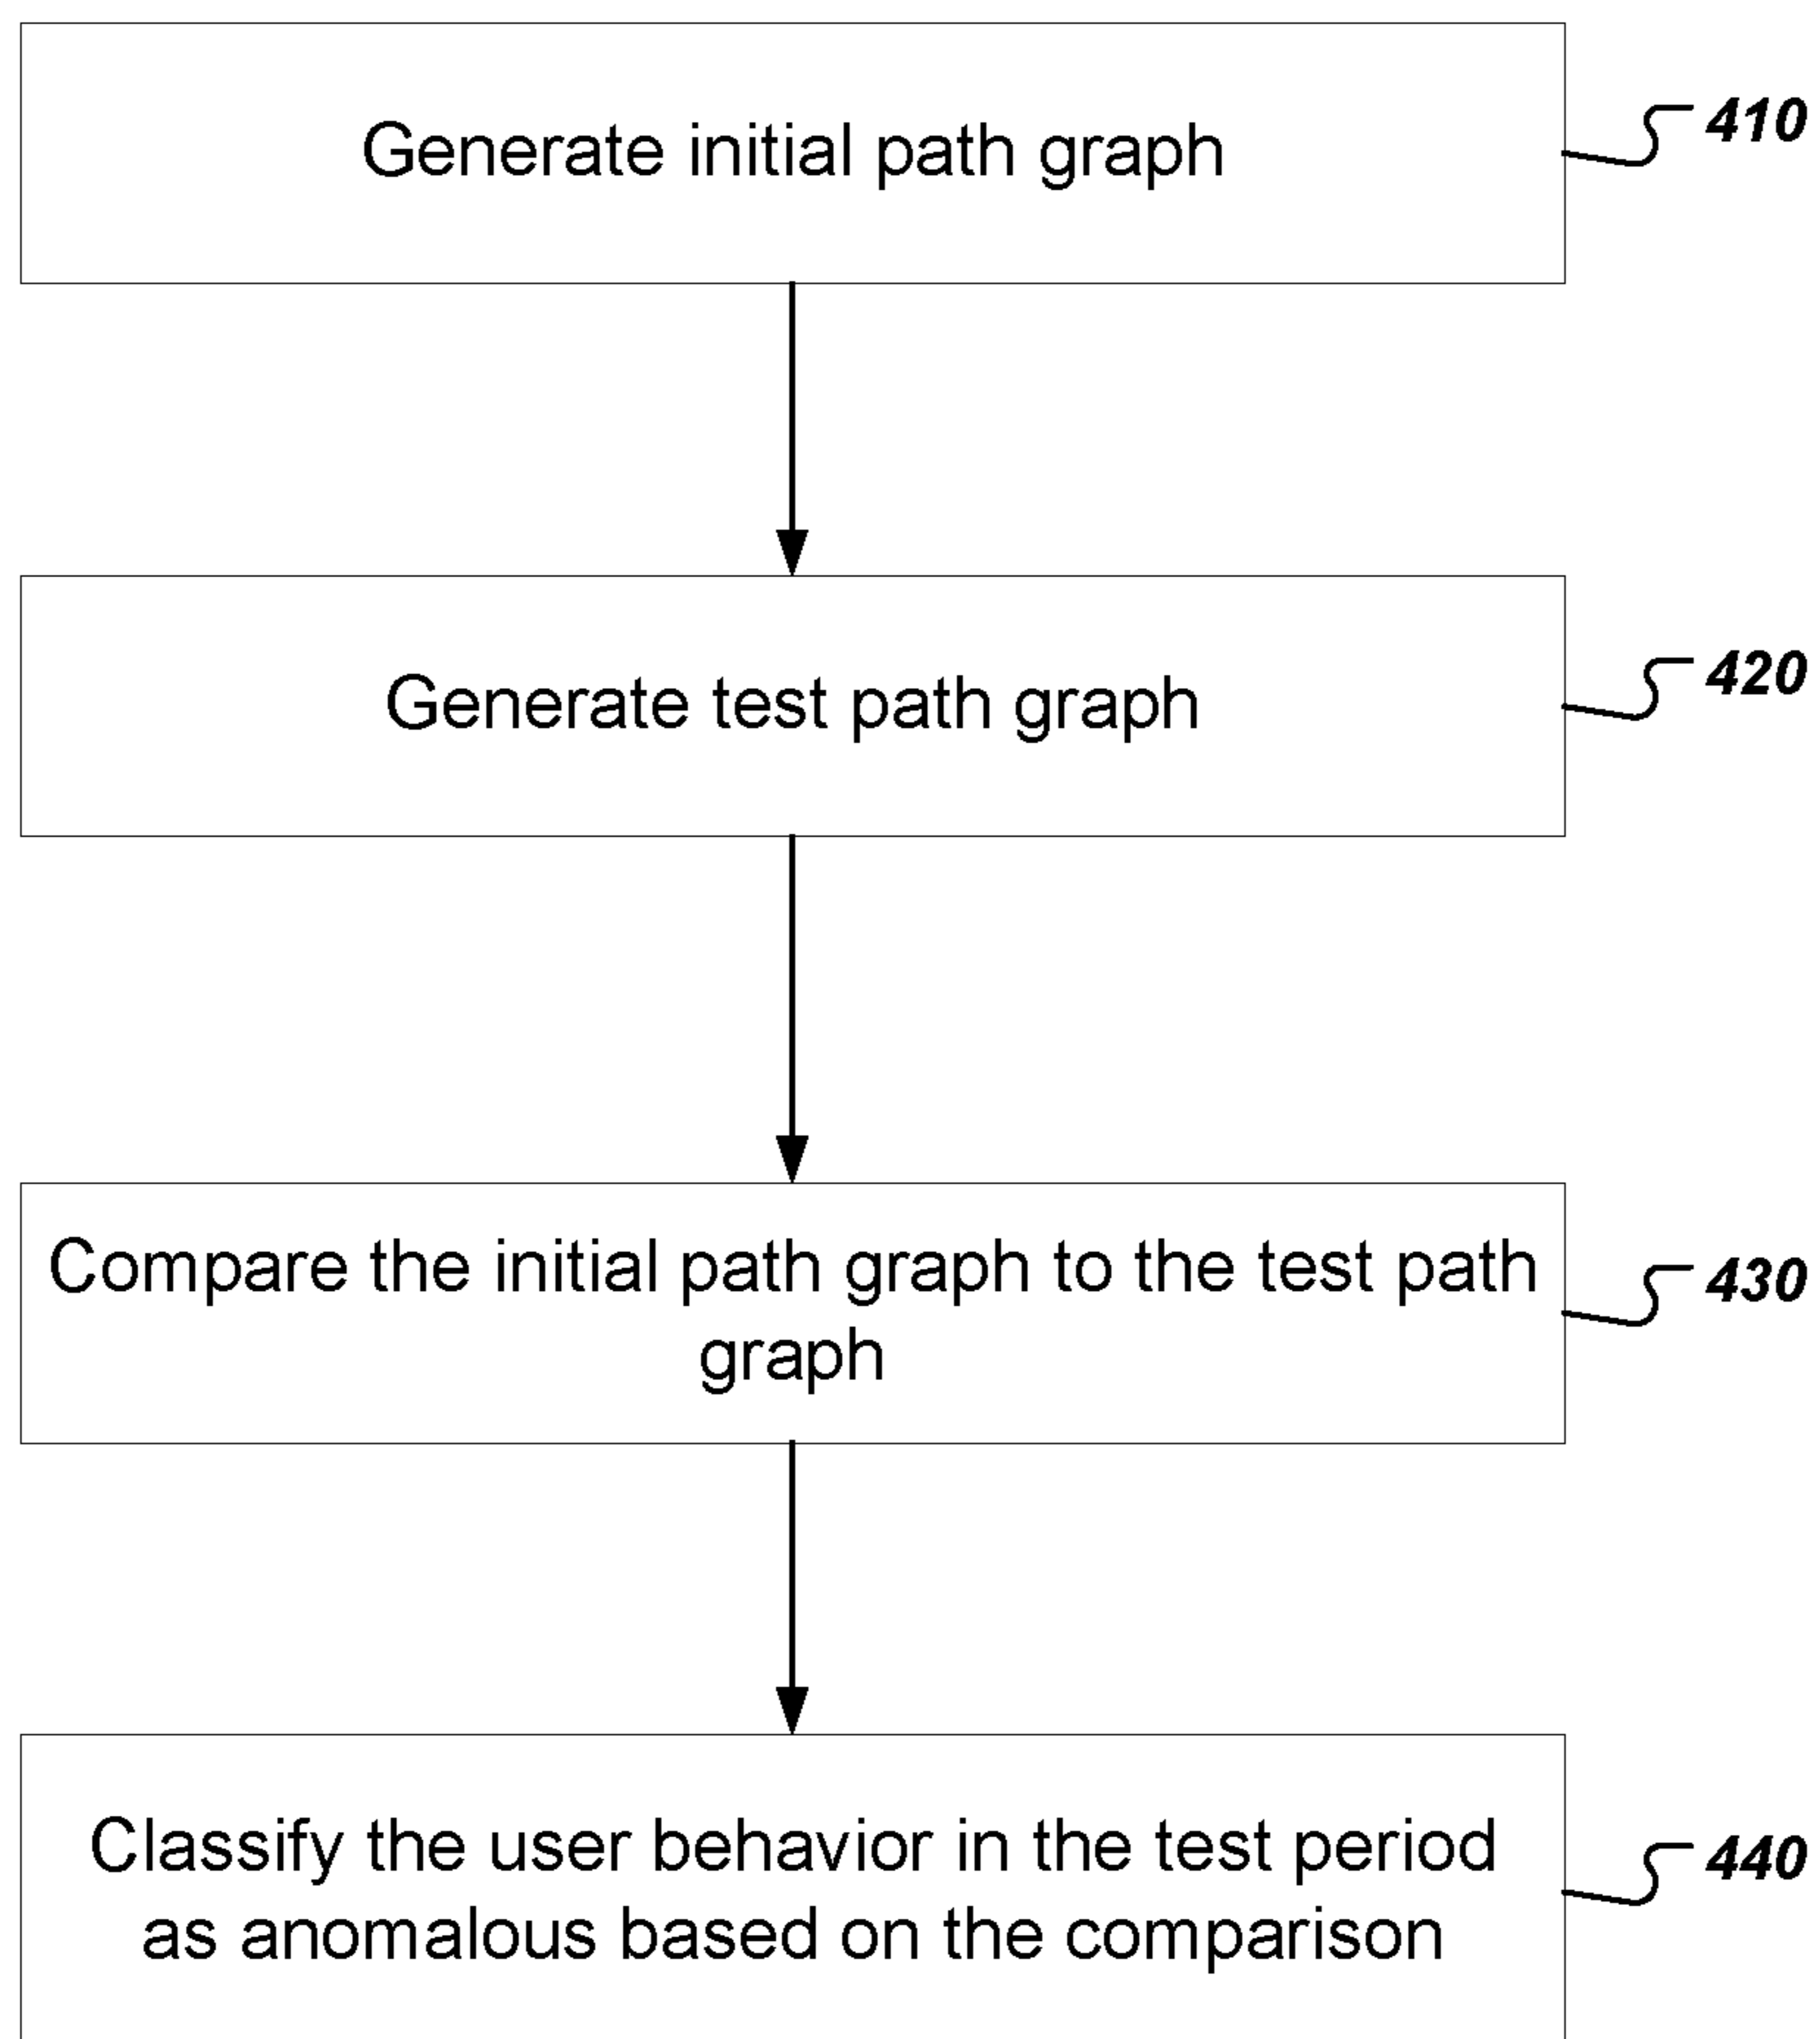 Generate initial path graph
410
Generate test path graph
420
Compare the initial path graph to the test path
graph
430
Classify the user behavior in the test period
as anomalous based on the comparison
440